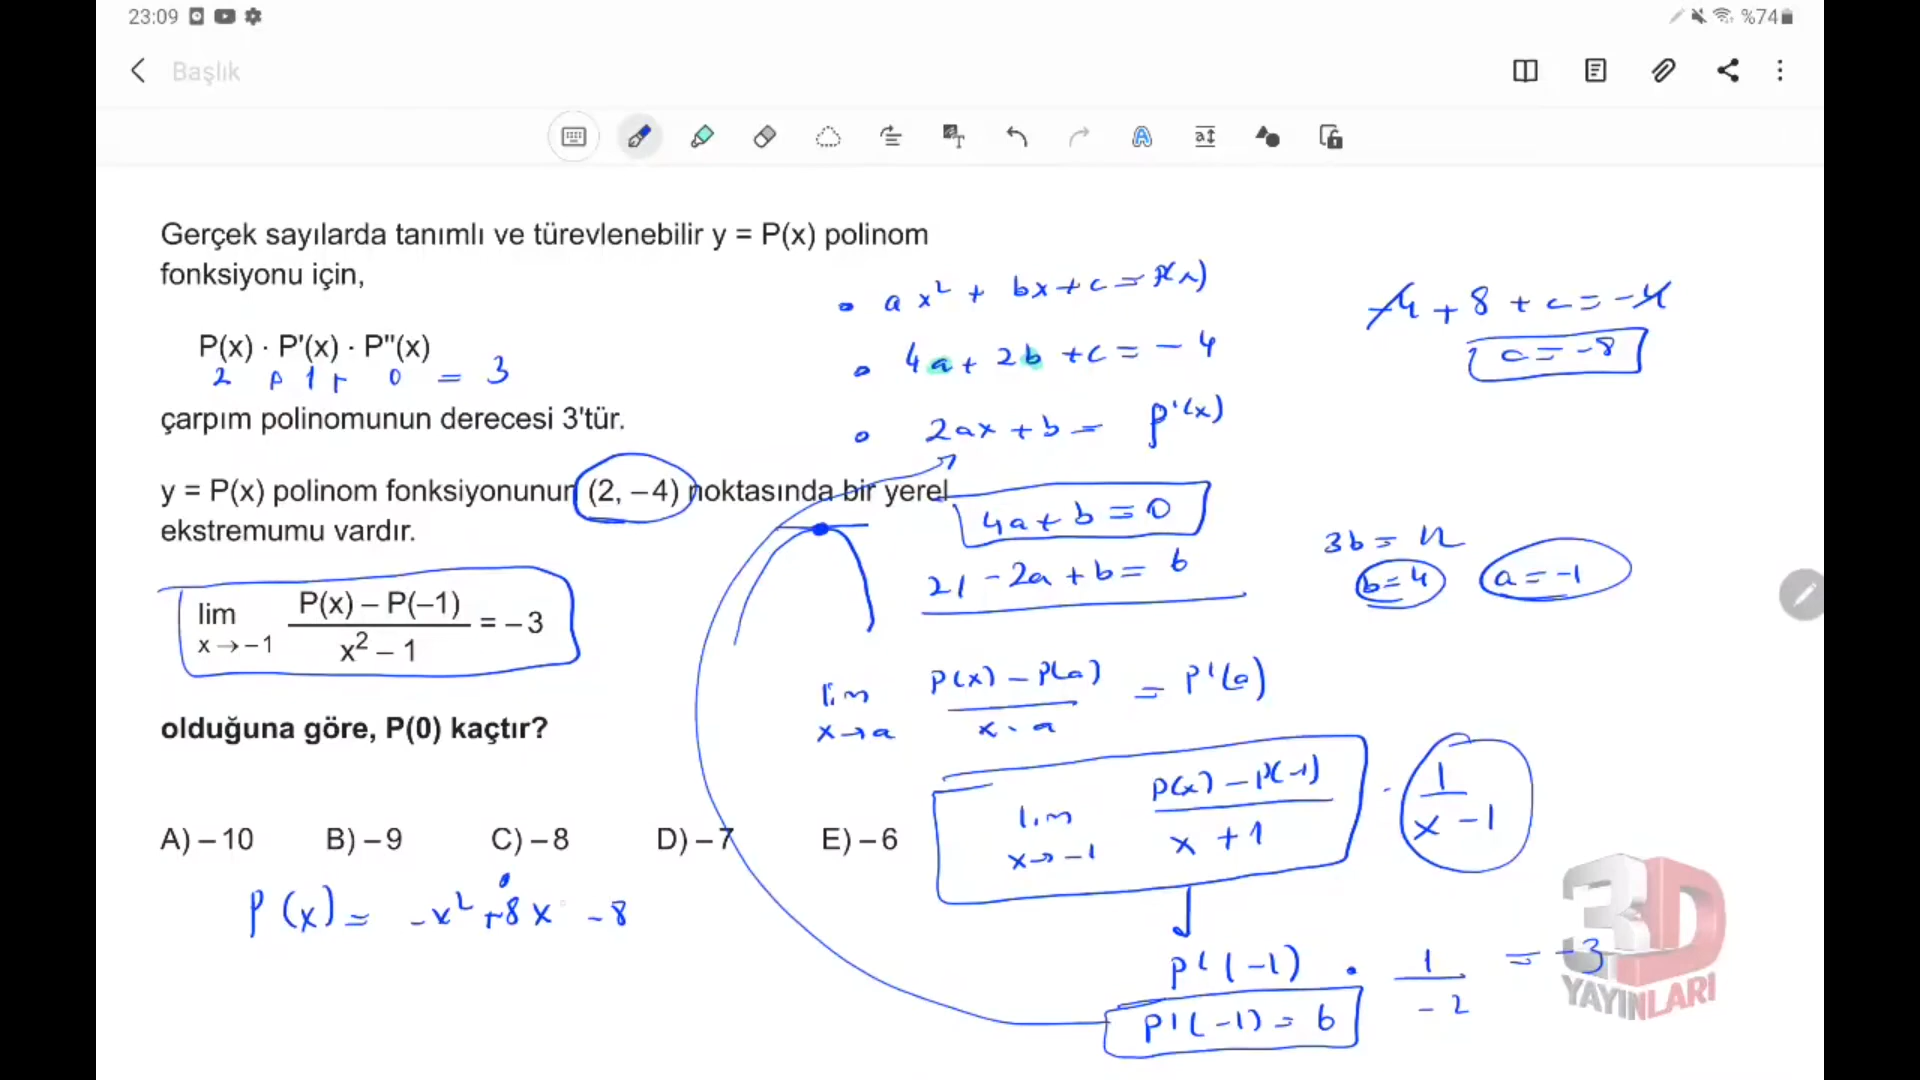 23:09
%74
Başlık
Gerçek sayılarda tanımlı ve türevlenebilir y = P(x) polinom
fonksiyonu için,
P(x) · P'(x) · P"(x)
2 1 0 = 3
çarpım polinomunun derecesi 3'tür.
y = P(x) polinom fonksiyonunun (2, –4) noktasında bir yerel
ekstremumu vardır.
lim x→–1 P(x) – P(–1) / x² – 1 = – 3
olduğuna göre, P(0) kaçtır?
A) – 10 B) – 9 C) – 8 D) – 7 E) – 6
P(x) = -x² +8x -8
ax² + bx + c = P(x)
4a + 2b + c = -4
2ax + b = P'(x)
4a + b = 0
2/ -2a + b = 6
lim x→a P(x) - P(a) / x - a = P'(a)
lim x→-1 P(x) - P(-1) / x + 1 · 1 / x - 1
P'(-1) · 1 / -2 = -3
P'(-1) = 6
-4 + 8 + c = -4
c = -8
3b = 12
b = 4 a = -1
3D
YAYINLARI